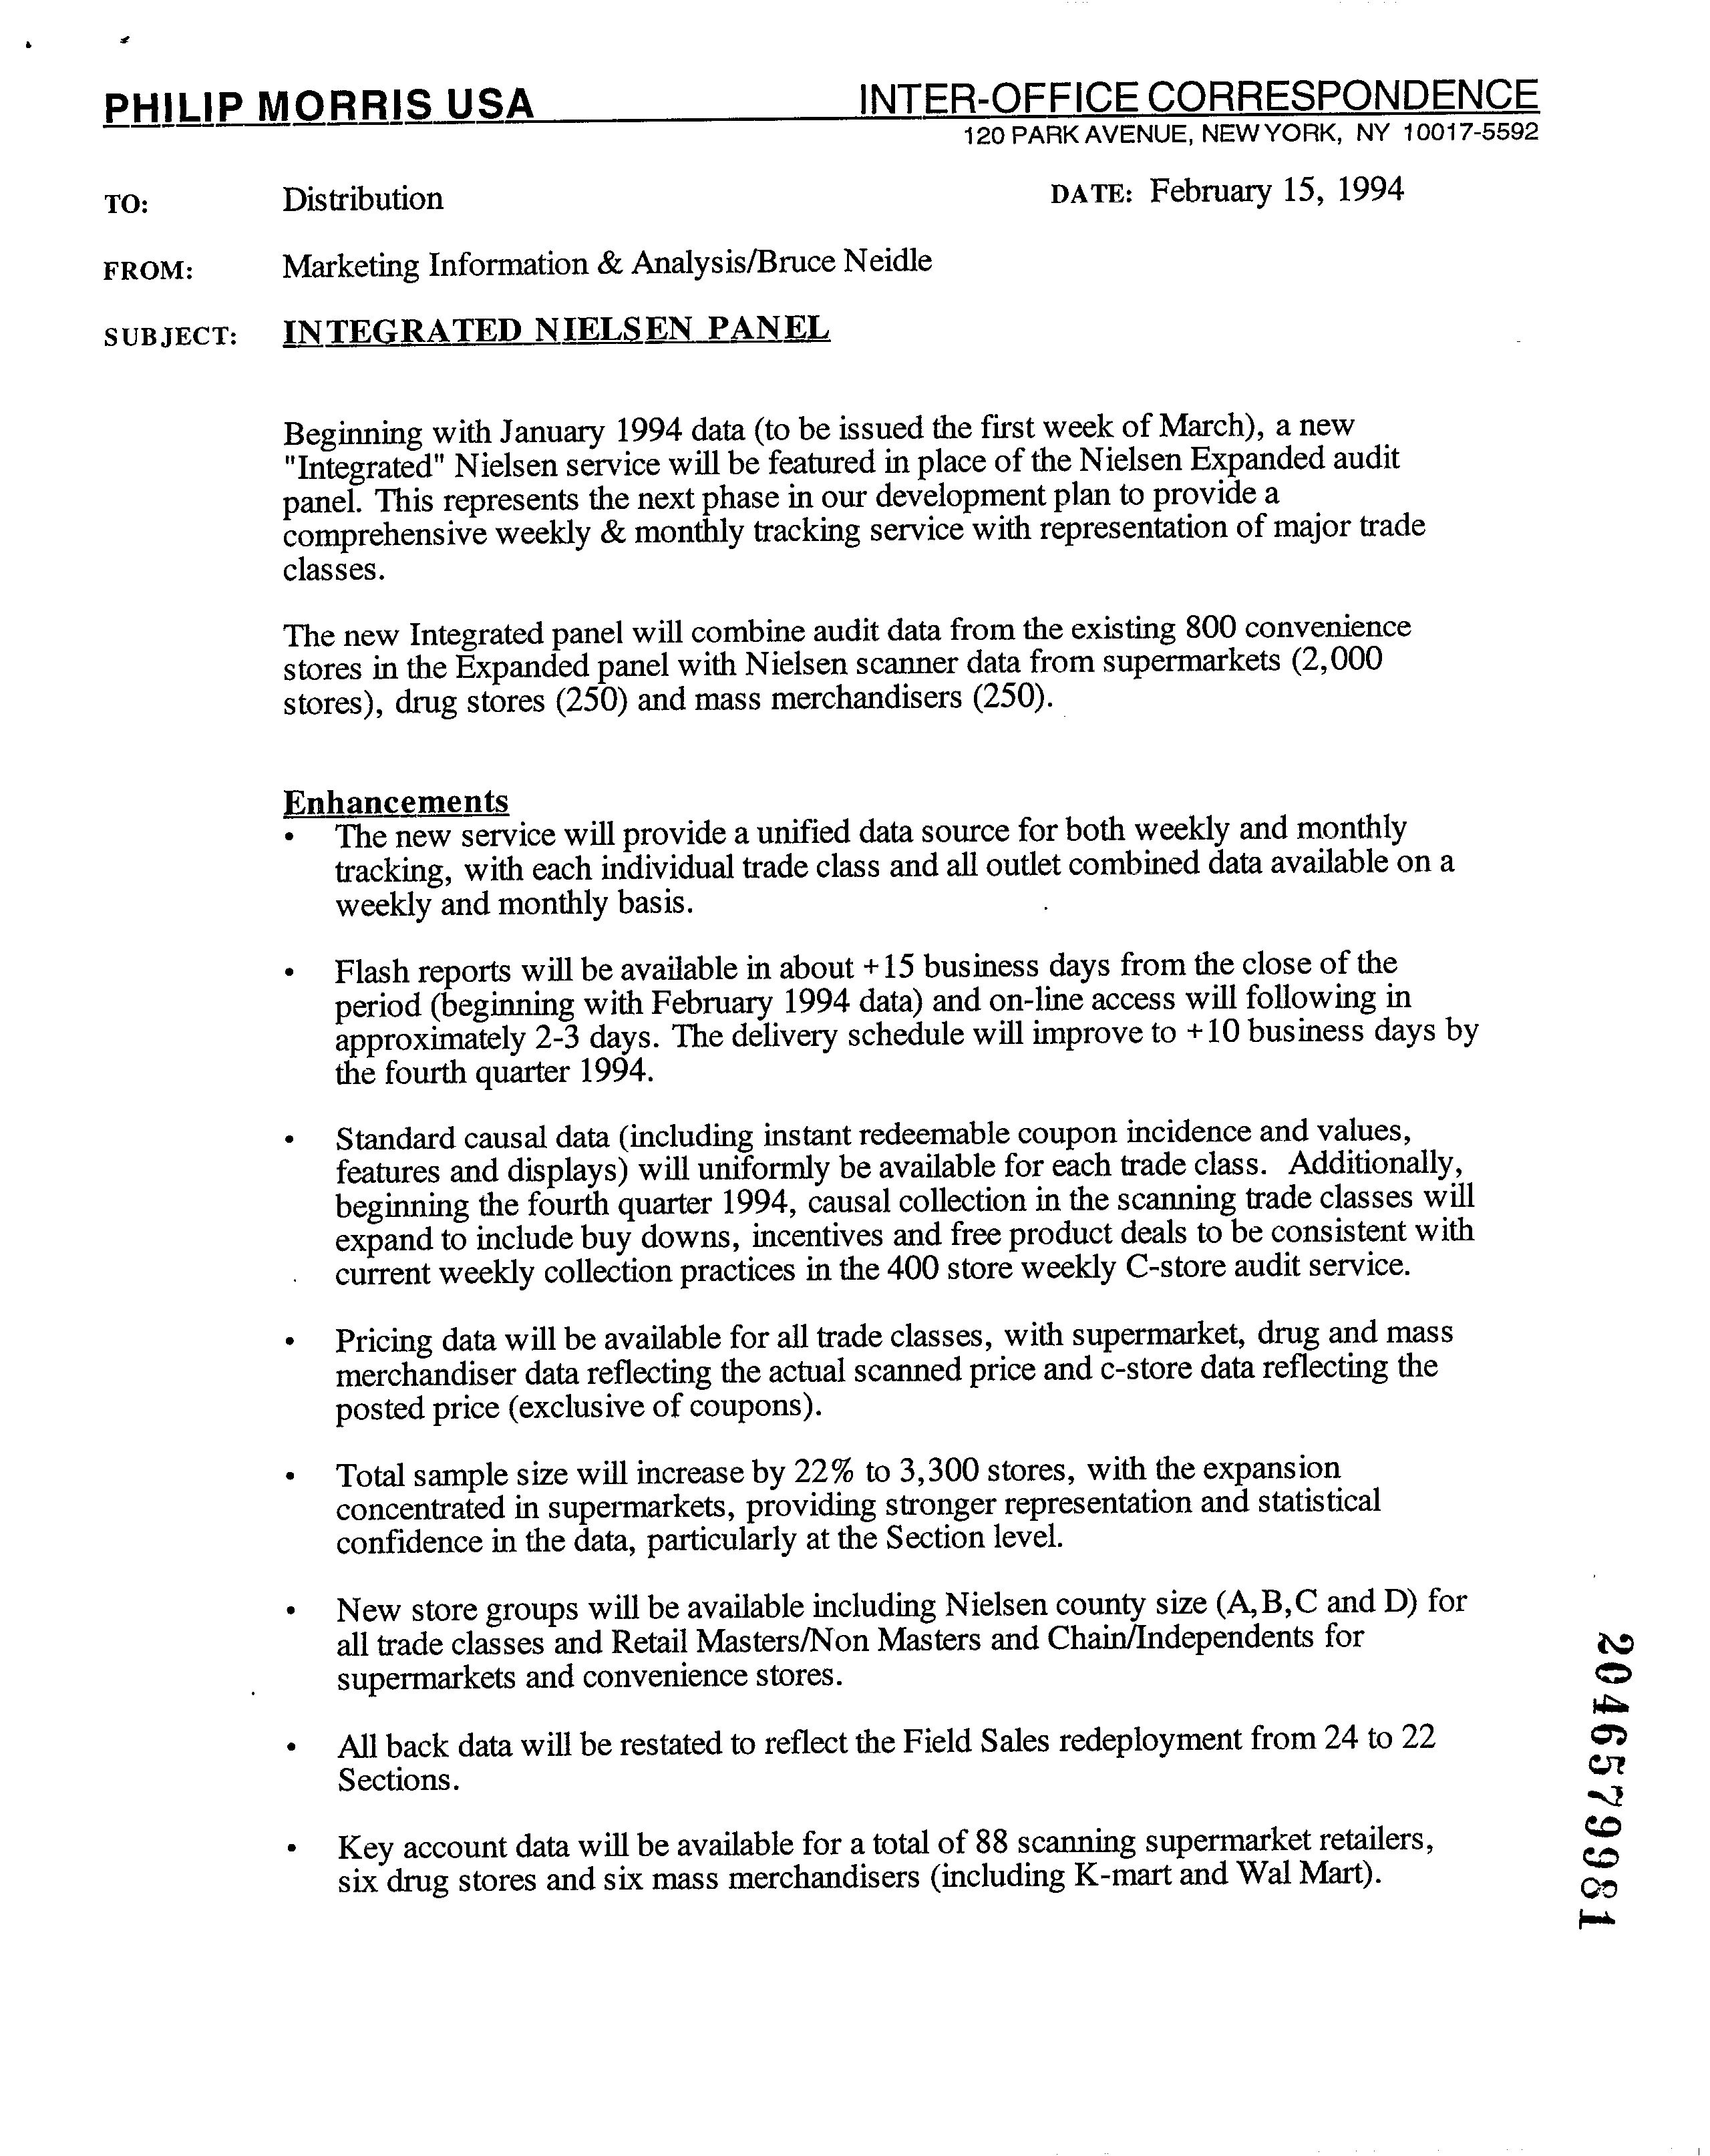 PHILIP MORRIS USA INTER-OFFICE CORRESPONDENCE
120 PARK AVENUE, NEW YORK, NY 10017-5592
TO: Distribution DATE: February 15, 1994
FROM: Marketing Information & Analysis/Bruce Neidle
SUBJECT: INTEGRATED NIELSEN PANEL
Beginning with January 1994 data (to be issued the first week of March), a new
"Integrated" Nielsen service will be featured in place of the Nielsen Expanded audit
panel. This represents the next phase in our development plan to provide a
comprehensive weekly & monthly tracking service with representation of major trade
classes.
The new Integrated panel will combine audit data from the existing 800 convenience
stores in the Expanded panel with Nielsen scanner data from supermarkets (2,000
stores), drug stores (250) and mass merchandisers (250).
Enhancements
• The new service will provide a unified data source for both weekly and monthly
tracking, with each individual trade class and all outlet combined data available on a
weekly and monthly basis.
• Flash reports will be available in about +15 business days from the close of the
period (beginning with February 1994 data) and on-line access will following in
approximately 2-3 days. The delivery schedule will improve to +10 business days by
the fourth quarter 1994.
• Standard causal data (including instant redeemable coupon incidence and values,
features and displays) will uniformly be available for each trade class. Additionally,
beginning the fourth quarter 1994, causal collection in the scanning trade classes will
expand to include buy downs, incentives and free product deals to be consistent with
current weekly collection practices in the 400 store weekly C-store audit service.
• Pricing data will be available for all trade classes, with supermarket, drug and mass
merchandiser data reflecting the actual scanned price and c-store data reflecting the
posted price (exclusive of coupons).
• Total sample size will increase by 22% to 3,300 stores, with the expansion
concentrated in supermarkets, providing stronger representation and statistical
confidence in the data, particularly at the Section level.
• New store groups will be available including Nielsen county size (A,B,C and D) for
all trade classes and Retail Masters/Non Masters and Chain/Independents for
supermarkets and convenience stores.
• All back data will be restated to reflect the Field Sales redeployment from 24 to 22
Sections.
• Key account data will be available for a total of 88 scanning supermarket retailers,
six drug stores and six mass merchandisers (including K-mart and Wal Mart).
2046579981